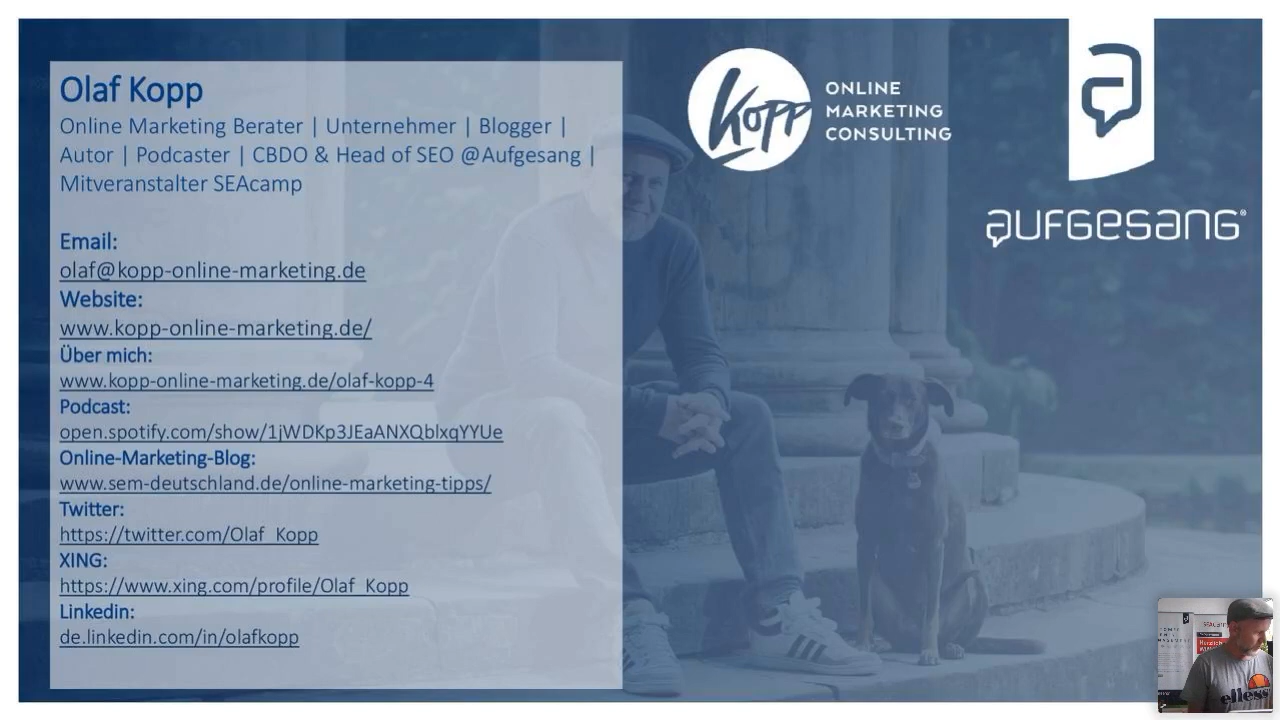 Olaf Kopp
Online Marketing Berater | Unternehmer | Blogger |
Autor | Podcaster | CBDO & Head of SEO @Aufgesang |
Mitveranstalter SEAcamp
Email:
olaf@kopp-online-marketing.de
Website:
www.kopp-online-marketing.de/
Über mich:
www.kopp-online-marketing.de/olaf-kopp-4
Podcast:
open.spotify.com/show/1jWDKp3JEaANXQblxqYYUe
Online-Marketing-Blog:
www.sem-deutschland.de/online-marketing-tipps/
Twitter:
https://twitter.com/Olaf_Kopp
XING:
https://www.xing.com/profile/Olaf_Kopp
Linkedin:
de.linkedin.com/in/olafkopp
Kopp
ONLINE
MARKETING
CONSULTING
AUFGESANG®
ellesse